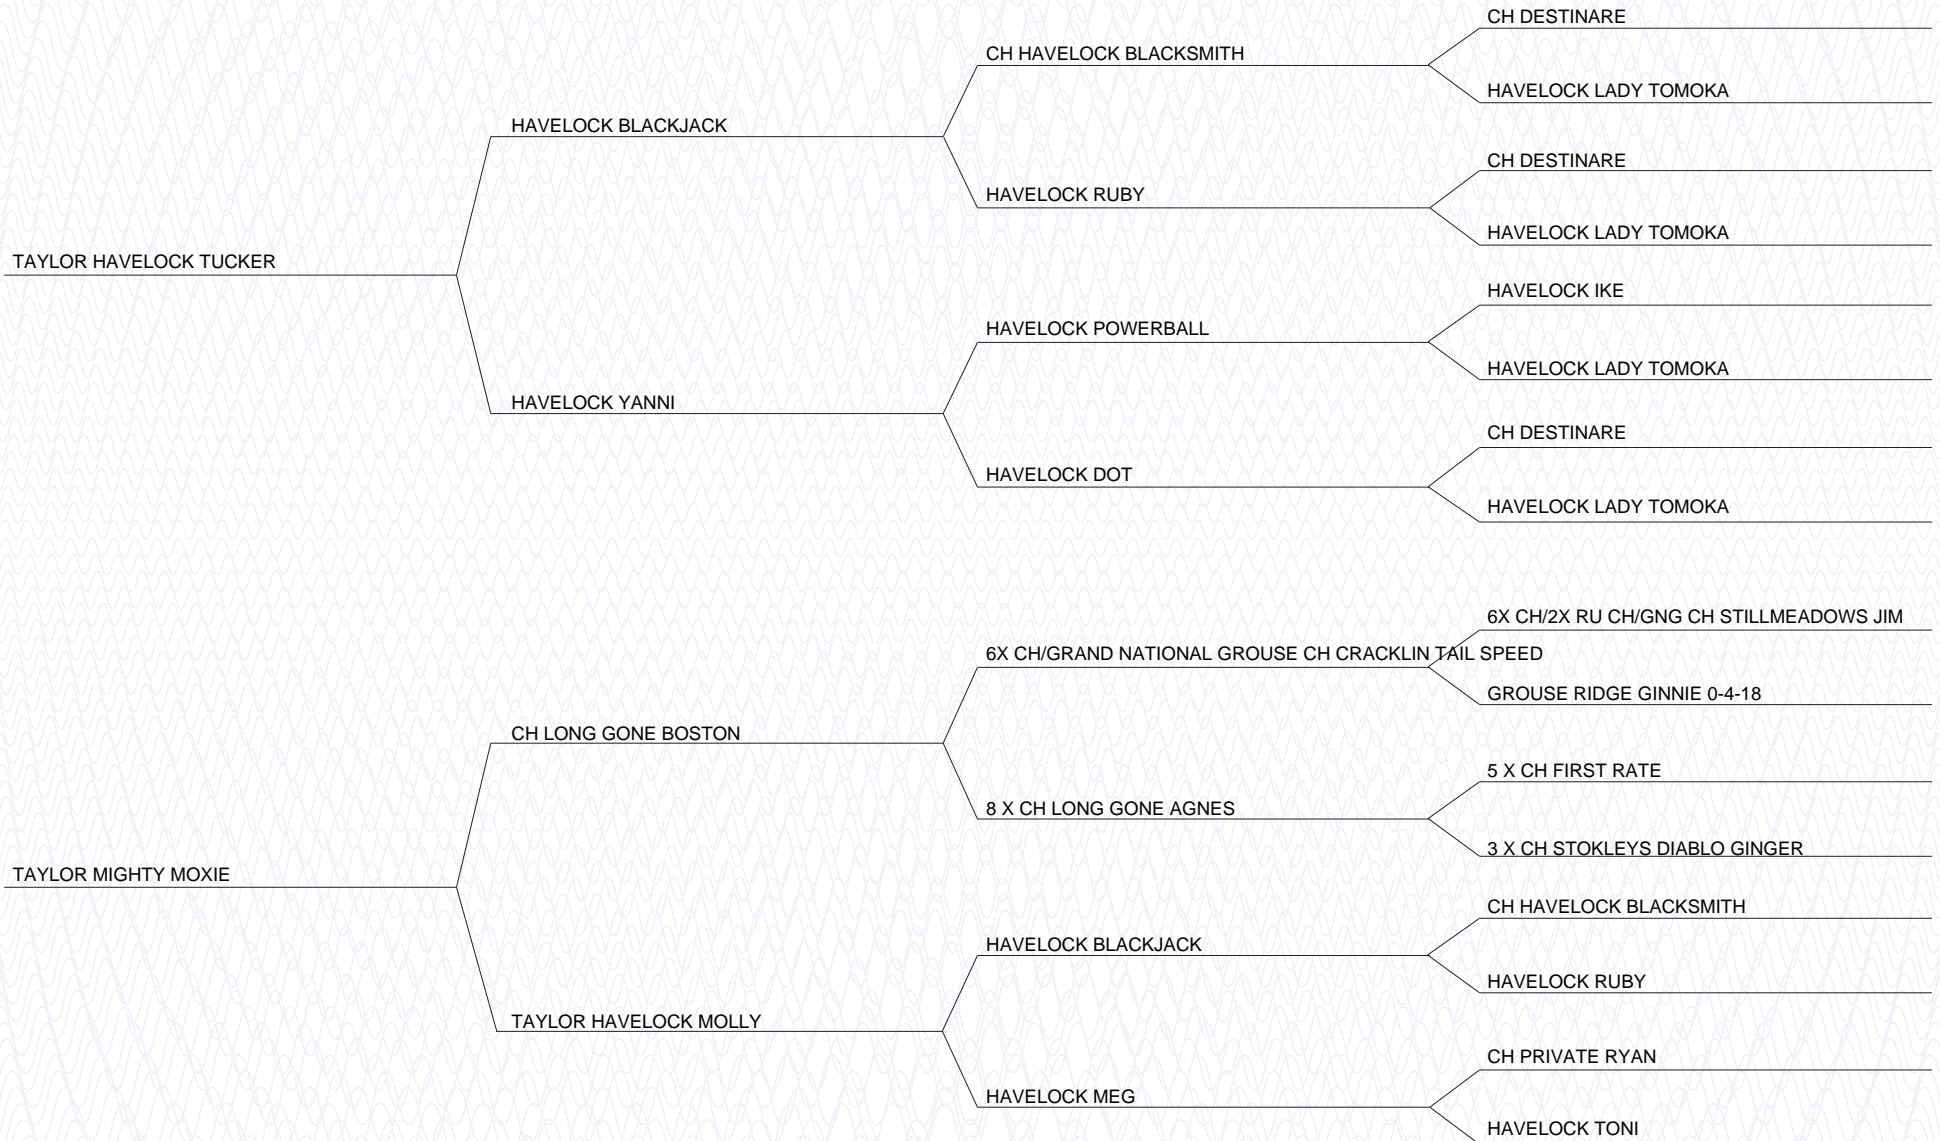 CH DESTINARE
CH HAVELOCK BLACKSMITH
HAVELOCK LADY TOMOKA
HAVELOCK BLACKJACK
CH DESTINARE
HAVELOCK RUBY
HAVELOCK LADY TOMOKA
TAYLOR HAVELOCK TUCKER
HAVELOCK IKE
HAVELOCK POWERBALL
HAVELOCK LADY TOMOKA
HAVELOCK YANNI
CH DESTINARE
HAVELOCK DOT
HAVELOCK LADY TOMOKA
6X CH/2X RU CH/GNG CH STILLMEADOWS JIM
6X CH/GRAND NATIONAL GROUSE CH CRACKLIN TAIL SPEED
GROUSE RIDGE GINNIE 0-4-18
CH LONG GONE BOSTON
5 X CH FIRST RATE
8 X CH LONG GONE AGNES
3 X CH STOKLEYS DIABLO GINGER
TAYLOR MIGHTY MOXIE
CH HAVELOCK BLACKSMITH
HAVELOCK BLACKJACK
HAVELOCK RUBY
TAYLOR HAVELOCK MOLLY
CH PRIVATE RYAN
HAVELOCK MEG
HAVELOCK TONI